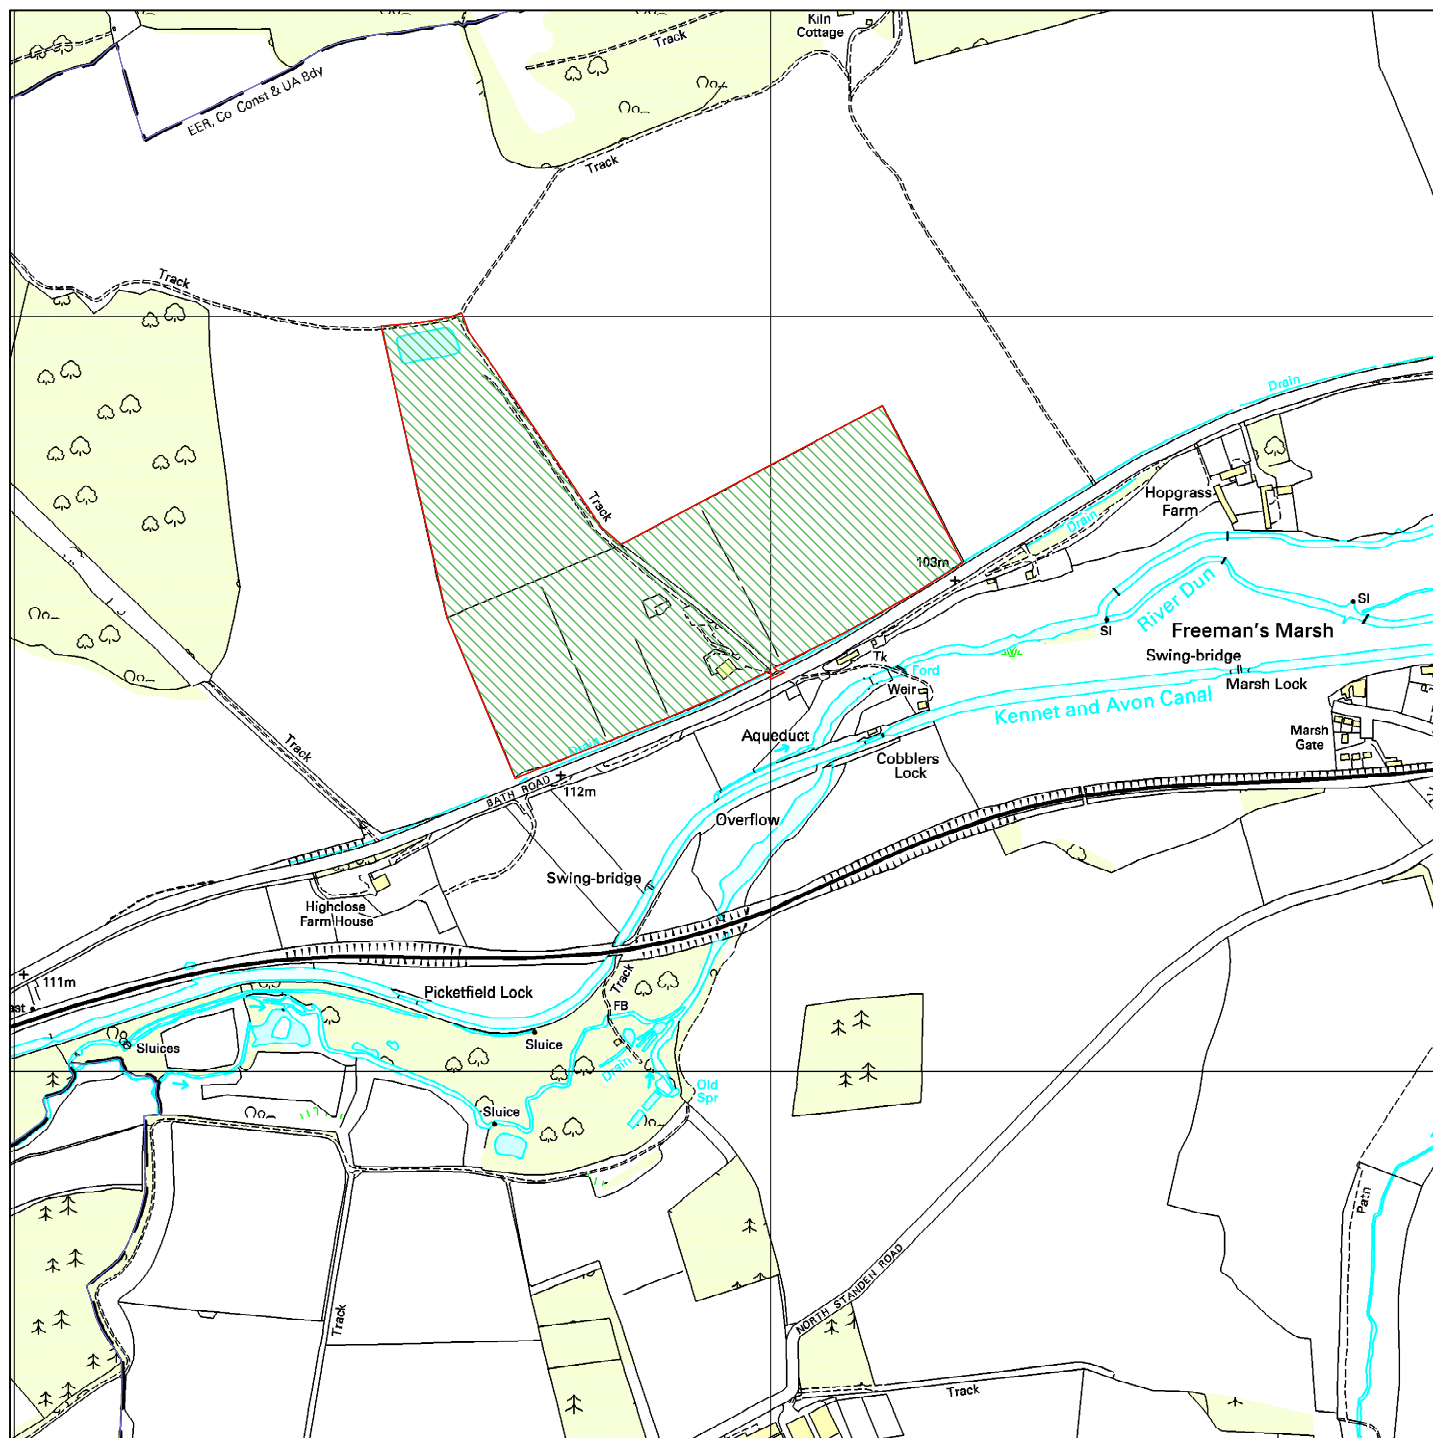 Kiln
Cottage
Track
EER, Co Const & UA Bdy
Track
Track
Drain
Track
Hopgrass
Farm
Drain
103m
River Dun
Sl
Sl
Freeman's Marsh
Swing-bridge
Tk
Ford
Weir
Marsh Lock
Kennet and Avon Canal
Track
Drain
Aqueduct
Marsh
Gate
Cobblers
Lock
BATH ROAD
112m
Overflow
Swing-bridge
Highclose
Farm House
Track
111m
Picketfield Lock
FB
Sluice
Sluices
Drain
Old
Spr
Sluice
Path
NORTH STANDEN ROAD
Track
Track